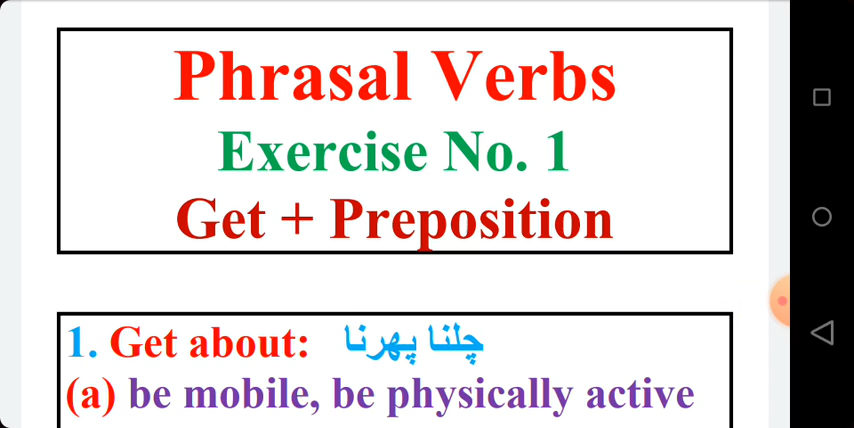 Phrasal Verbs
Exercise No. 1
Get + Preposition
1. Get about: چلنا پھرنا
(a) be mobile, be physically active